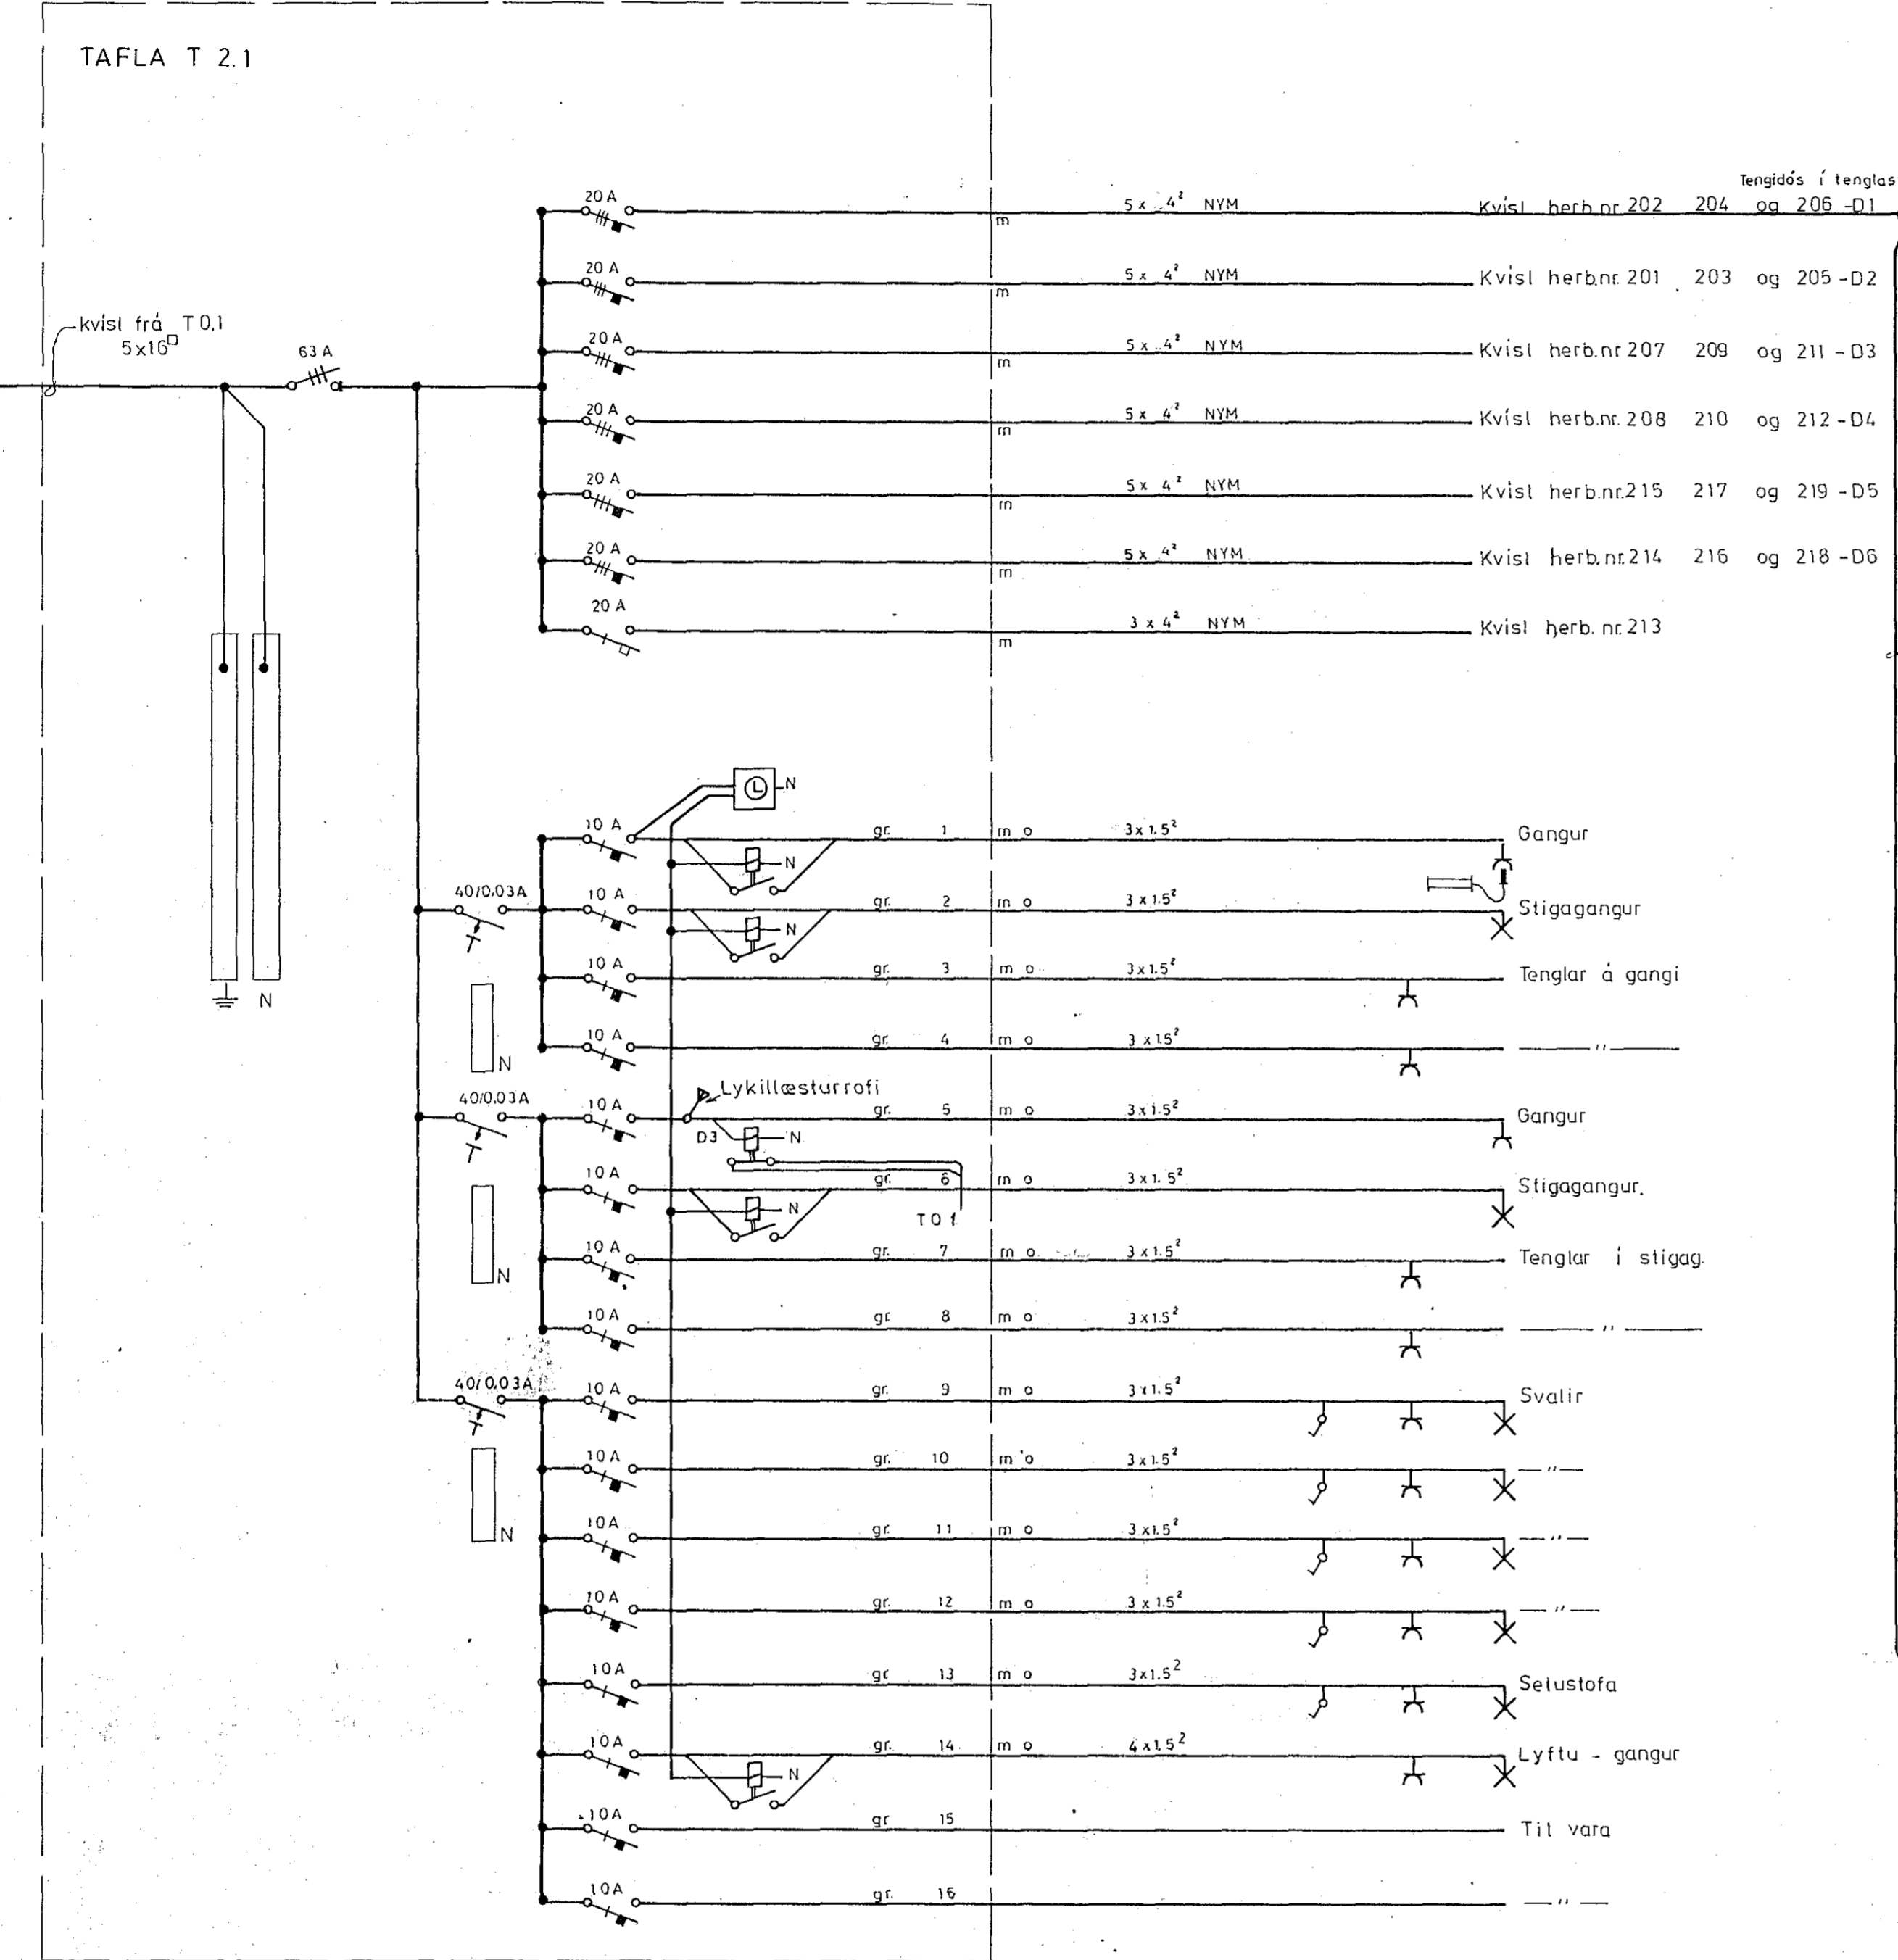 TAFLA T 2.1
Tengidós í tenglas
20 A 5 x 4² NYM Kvísl herb.nr. 202 204 og 206 -D1
m
20 A 5 x 4² NYM Kvísl herb.nr. 201 203 og 205 -D2
m
kvísl frá T 0,1
5x16□
63 A
20 A 5 x 4² NYM Kvísl herb.nr 207 209 og 211 - D3
m
20 A 5 x 4² NYM Kvísl herb.nr. 208 210 og 212 - D4
m
20 A 5 x 4² NYM Kvísl herb.nr. 215 217 og 219 - D5
m
20 A 5 x 4² NYM Kvísl herb.nr. 214 216 og 218 - D6
m
20 A 3 x 4² NYM Kvísl herb. nr. 213
m
N
10 A gr. 1 m o 3x1.5² Gangur
N
40/0.03A 10 A gr. 2 m o 3 x 1.5² Stigagangur
N
10 A gr. 3 m o 3x1.5² Tenglar á gangi
N
10 A gr. 4 m o 3 x 1.5² — " —
N
Lykillæsturrofi
40/0.03A 10 A gr. 5 m o 3x1.5² Gangur
D3 N
10 A gr. 6 m o 3 x 1.5² Stigagangur.
N
T 0 1
10 A gr. 7 m o 3 x 1.5² Tenglar í stigag.
N
10 A gr. 8 m o 3 x 1.5² — " —
40/0.03A 10 A gr. 9 m o 3 x 1.5² Svalir
10 A gr. 10 m o 3 x 1.5² — " —
N
10 A gr. 11 m o 3 x1.5² — " —
10 A gr. 12 m o 3 x 1.5² — " —
10 A gr 13 m o 3x1.5² Setustofa
10 A gr. 14 m o 4 x1.5² Lyftu - gangur
N
10 A gr 15 Til vara
10 A gr. 16 — " —